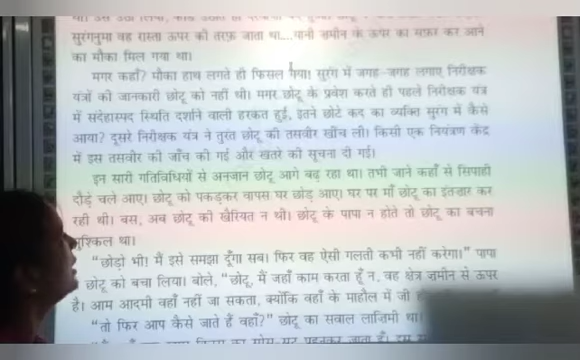 सुरंगनुमा वह रास्ता ऊपर की तरफ़ जाता था...यानी ज़मीन के ऊपर का सफ़र कर आने
का मौका मिल गया था।
मगर कहाँ? मौका हाथ लगते ही फिसल गया! सुरंग में जगह-जगह लगाए निरीक्षक
यंत्रों की जानकारी छोटू को नहीं थी। मगर छोटू के प्रवेश करते ही पहले निरीक्षक यंत्र
में संदेहास्पद स्थिति दर्शाने वाली हरकत हुई, इतने छोटे कद का व्यक्ति सुरंग में कैसे
आया? दूसरे निरीक्षक यंत्र ने तुरंत छोटू की तसवीर खींच ली। किसी एक नियंत्रण केंद्र
में इस तसवीर की जाँच की गई और खतरे की सूचना दी गई।
इन सारी गतिविधियों से अनजान छोटू आगे बढ़ रहा था। तभी जाने कहाँ से सिपाही
दौड़े चले आए। छोटू को पकड़कर वापस घर छोड़ आए। घर पर माँ छोटू का इंतज़ार कर
रही थी। बस, अब छोटू की खैरियत न थी। छोटू के पापा न होते तो छोटू का बचना
मुश्किल था।
“छोड़ो भी! मैं इसे समझा दूँगा सब। फिर वह ऐसी गलती कभी नहीं करेगा।” पापा
छोटू को बचा लिया। बोले, “छोटू, मैं जहाँ काम करता हूँ न, वह क्षेत्र ज़मीन से ऊपर
है। आम आदमी वहाँ नहीं जा सकता, क्योंकि वहाँ के माहौल में जी
“तो फिर आप कैसे जाते हैं वहाँ?” छोटू का सवाल लाज़िमी था।